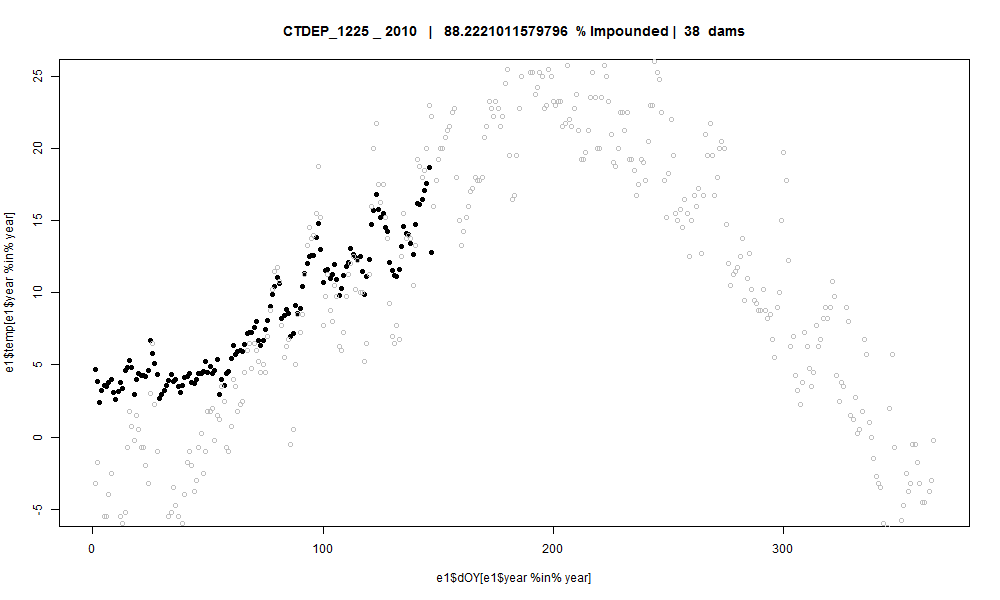 CTDEP_1225 _ 2010 | 88.2221011579796 % Impounded | 38 dams
e1$temp[e1$year %in% year]
25
20
15
10
5
0
-5
0 100 200 300
e1$dOY[e1$year %in% year]